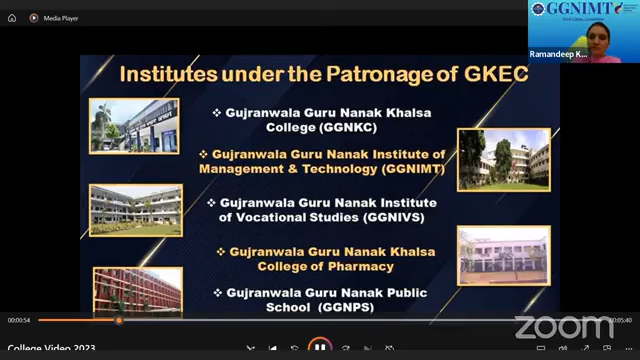 Media Player
GGNIMT
Ramandeep K...
Institutes under the Patronage of GKEC
❖ Gujranwala Guru Nanak Khalsa
College (GGNKC)
❖ Gujranwala Guru Nanak Institute of
Management & Technology (GGNIMT)
❖ Gujranwala Guru Nanak Institute
of Vocational Studies (GGNIVS)
❖ Gujranwala Guru Nanak Khalsa
College of Pharmacy
❖ Gujranwala Guru Nanak Public
School (GGNPS)
00:00:54
00:05:40
zoom
College Video 2023